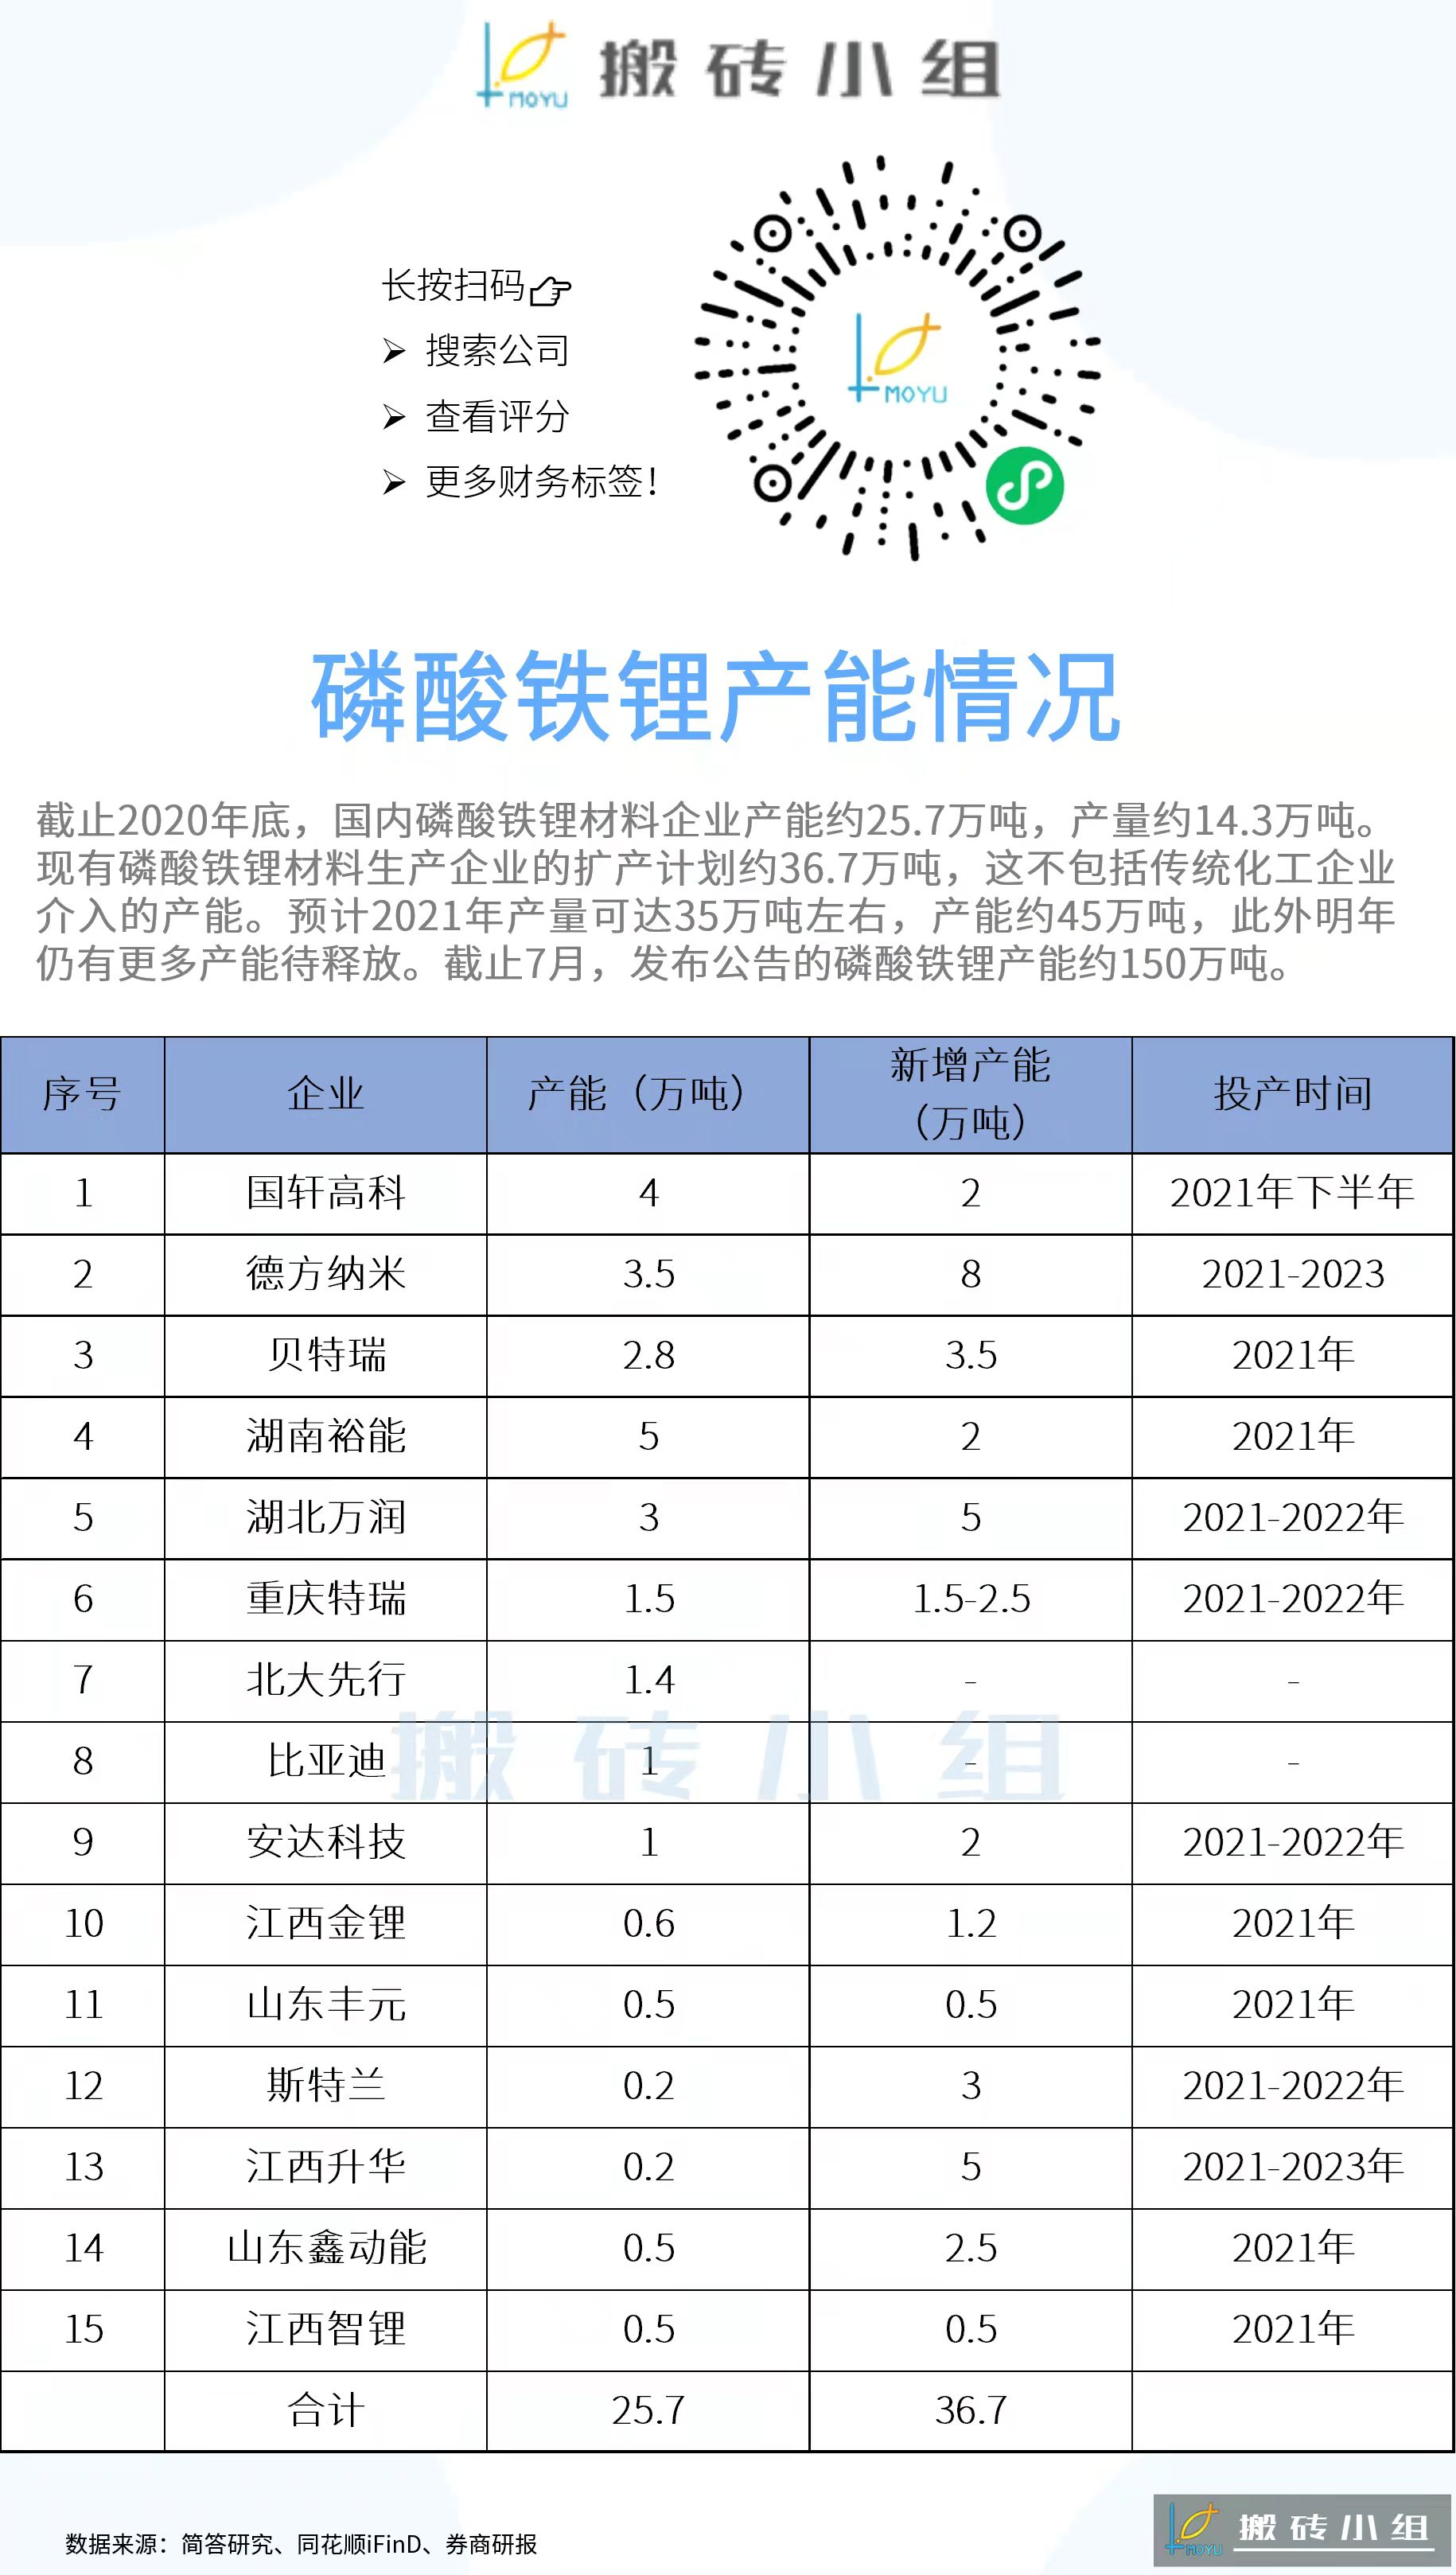 MOYU 搬砖小组
长按扫码
搜索公司
查看评分
更多财务标签！
MOYU
磷酸铁锂产能情况
截止2020年底，国内磷酸铁锂材料企业产能约25.7万吨，产量约14.3万吨。
现有磷酸铁锂材料生产企业的扩产计划约36.7万吨，这不包括传统化工企业
介入的产能。预计2021年产量可达35万吨左右，产能约45万吨，此外明年
仍有更多产能待释放。截止7月，发布公告的磷酸铁锂产能约150万吨。
序号 企业 产能（万吨） 新增产能（万吨） 投产时间
1 国轩高科 4 2 2021年下半年
2 德方纳米 3.5 8 2021-2023
3 贝特瑞 2.8 3.5 2021年
4 湖南裕能 5 2 2021年
5 湖北万润 3 5 2021-2022年
6 重庆特瑞 1.5 1.5-2.5 2021-2022年
7 北大先行 1.4 - -
8 比亚迪 1 - -
搬砖小组
9 安达科技 1 2 2021-2022年
10 江西金锂 0.6 1.2 2021年
11 山东丰元 0.5 0.5 2021年
12 斯特兰 0.2 3 2021-2022年
13 江西升华 0.2 5 2021-2023年
14 山东鑫动能 0.5 2.5 2021年
15 江西智锂 0.5 0.5 2021年
合计 25.7 36.7
数据来源：简答研究、同花顺iFinD、券商研报
MOYU 搬砖小组